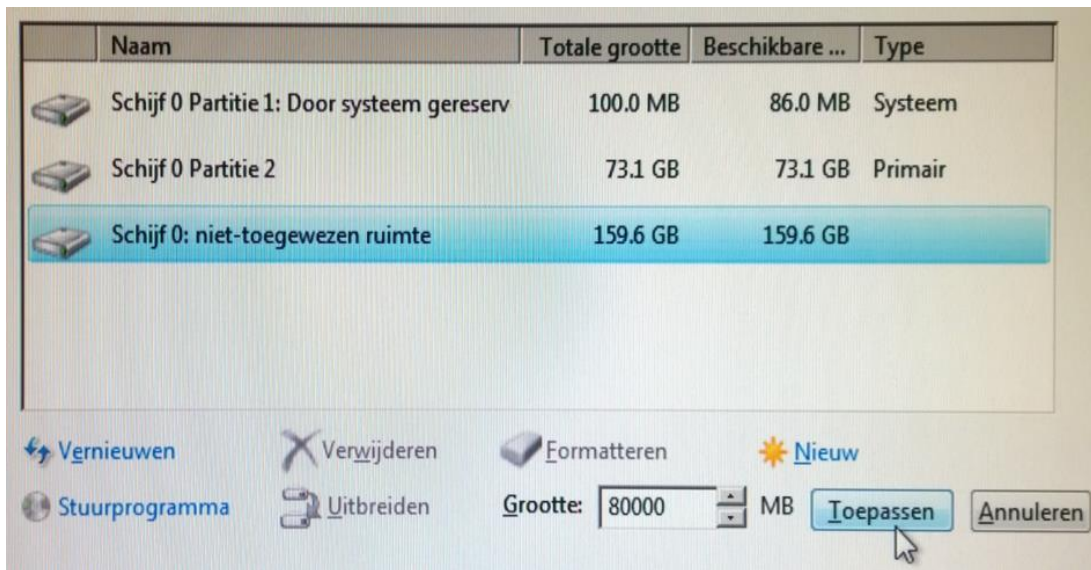 Naam Totale grootte Beschikbare ... Type
Schijf 0 Partitie 1: Door systeem gereserv 100.0 MB 86.0 MB Systeem
Schijf 0 Partitie 2 73.1 GB 73.1 GB Primair
Schijf 0: niet-toegewezen ruimte 159.6 GB 159.6 GB
Vernieuwen Verwijderen Formatteren Nieuw
Stuurprogramma Uitbreiden Grootte: 80000 MB Toepassen Annuleren